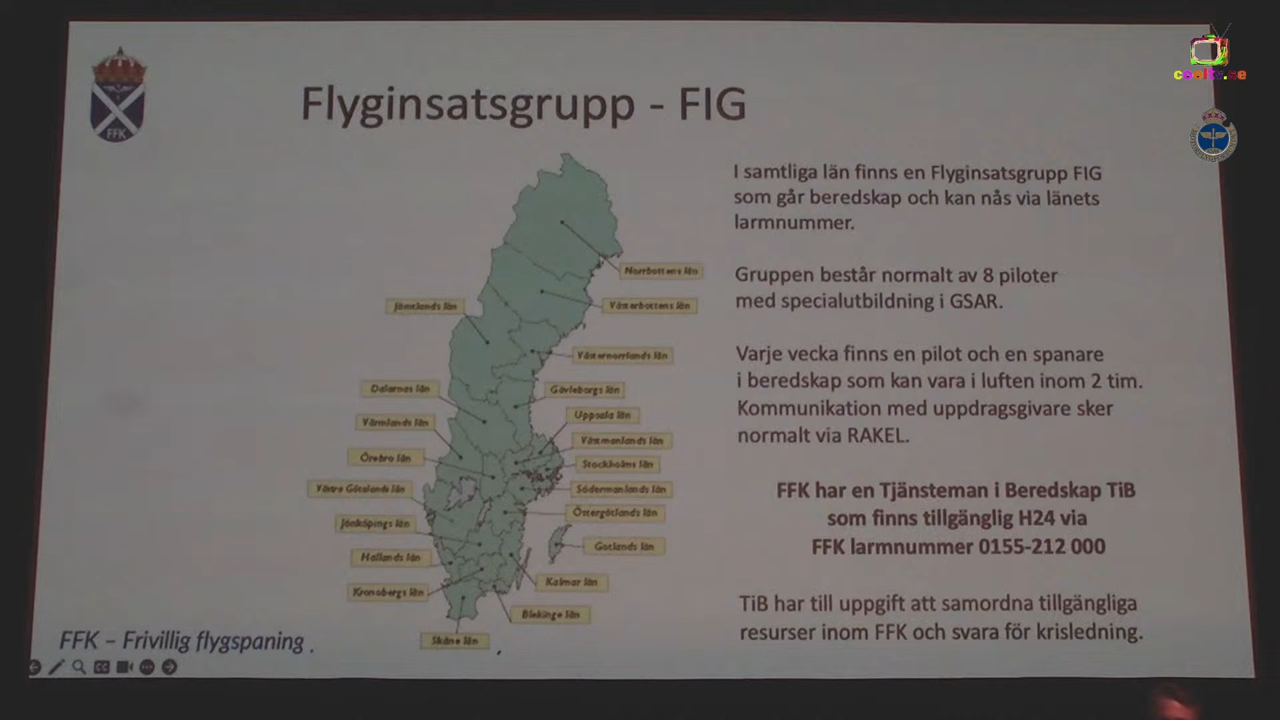 cooltv.se
FFK
Flyginsatsgrupp - FIG
I samtliga län finns en Flyginsatsgrupp FIG
som går beredskap och kan nås via länets
larmnummer.
Gruppen består normalt av 8 piloter
med specialutbildning i GSAR.
Varje vecka finns en pilot och en spanare
i beredskap som kan vara i luften inom 2 tim.
Kommunikation med uppdragsgivare sker
normalt via RAKEL.
FFK har en Tjänsteman i Beredskap TiB
som finns tillgänglig H24 via
FFK larmnummer 0155-212 000
TiB har till uppgift att samordna tillgängliga
resurser inom FFK och svara för krisledning.
Norrbottens län
Jämtlands län
Västerbottens län
Västernorrlands län
Dalarnas län
Gävleborgs län
Värmlands län
Uppsala län
Västmanlands län
Örebro län
Stockholms län
Västra Götalands län
Södermanlands län
Östergötlands län
Jönköpings län
Gotlands län
Hallands län
Kalmar län
Kronobergs län
Blekinge län
Skåne län
FFK – Frivillig flygspaning .